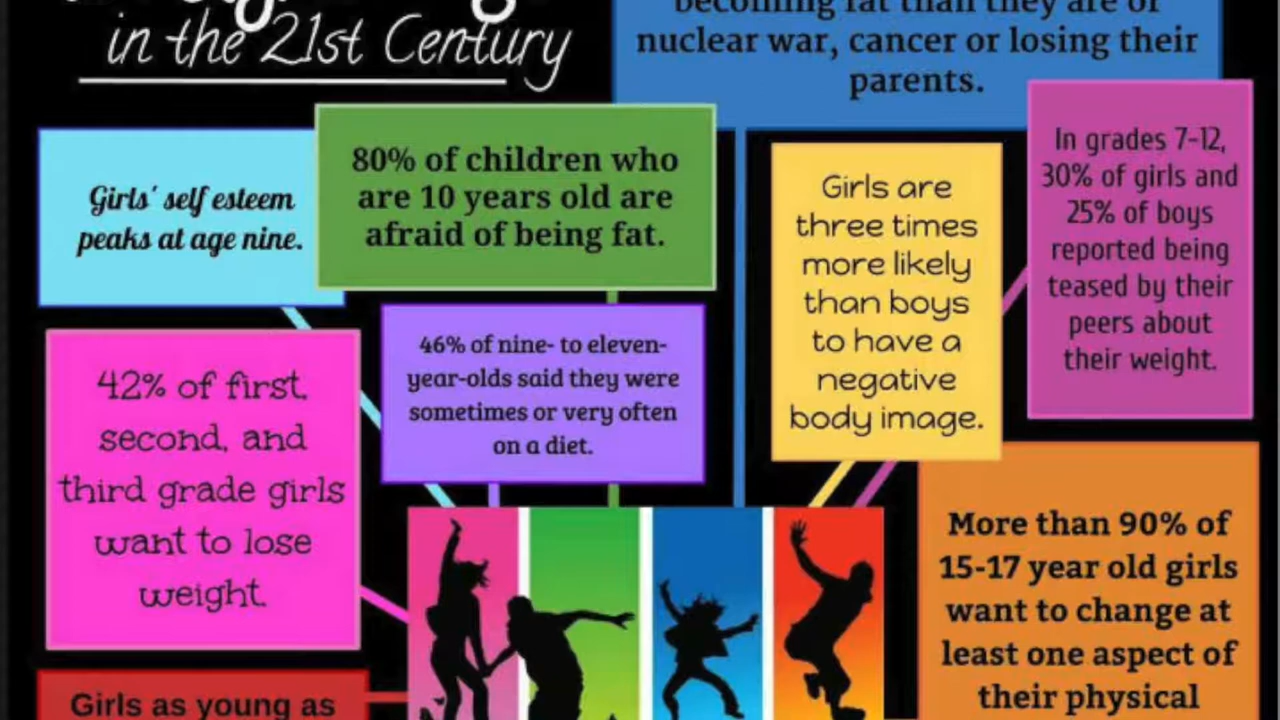 in the 21st Century
becoming fat than they are of
nuclear war, cancer or losing their
parents.
Girls' self esteem
peaks at age nine.
80% of children who
are 10 years old are
afraid of being fat.
Girls are
three times
more likely
than boys
to have a
negative
body image.
In grades 7-12,
30% of girls and
25% of boys
reported being
teased by their
peers about
their weight.
42% of first,
second, and
third grade girls
want to lose
weight.
46% of nine- to eleven-
year-olds said they were
sometimes or very often
on a diet.
More than 90% of
15-17 year old girls
want to change at
least one aspect of
their physical
Girls as young as